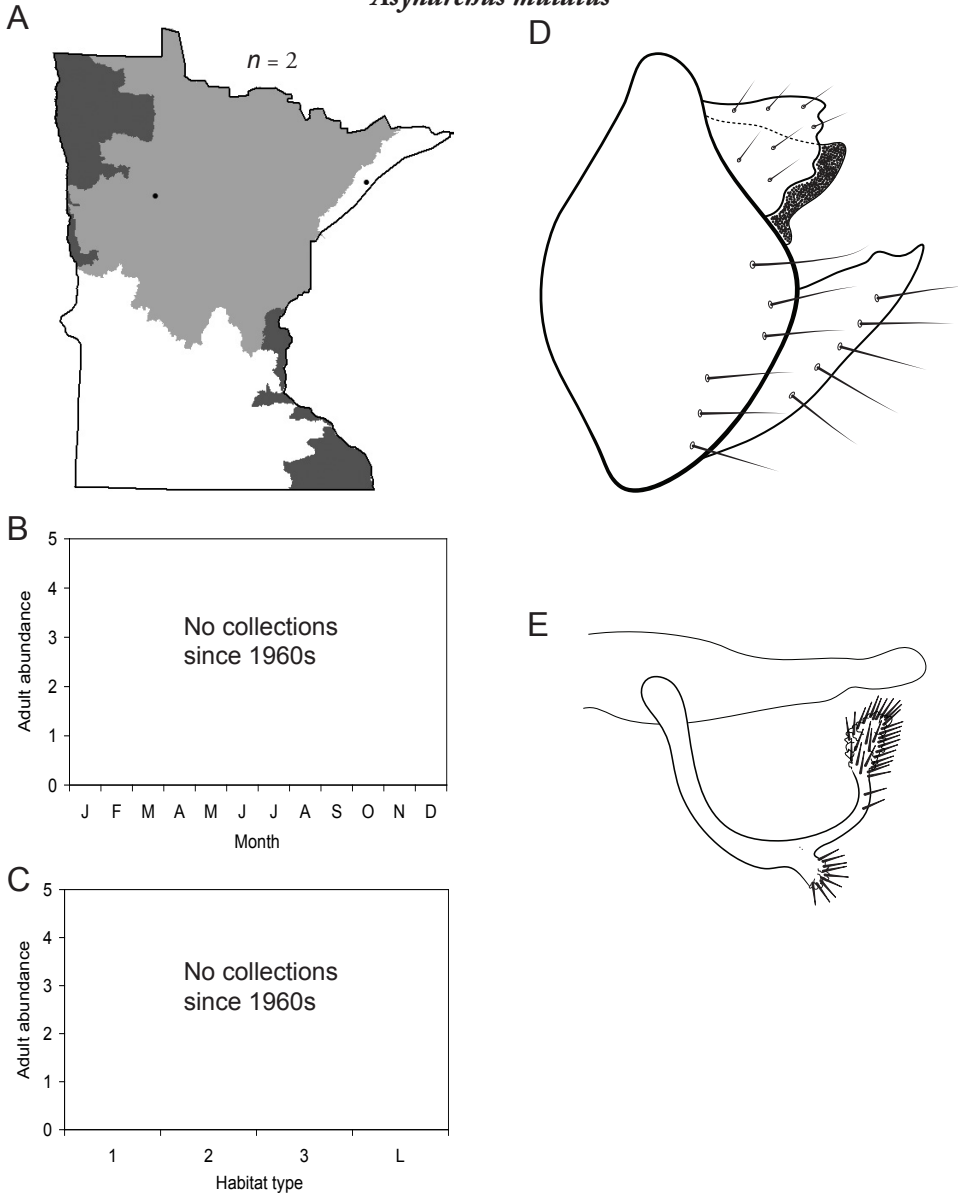 Asynarchus mutatus
A
n = 2
D
B
5
4
3
2
1
0
Adult abundance
No collections
since 1960s
J F M A M J J A S O N D
Month
E
C
5
4
3
2
1
0
Adult abundance
No collections
since 1960s
1 2 3 L
Habitat type